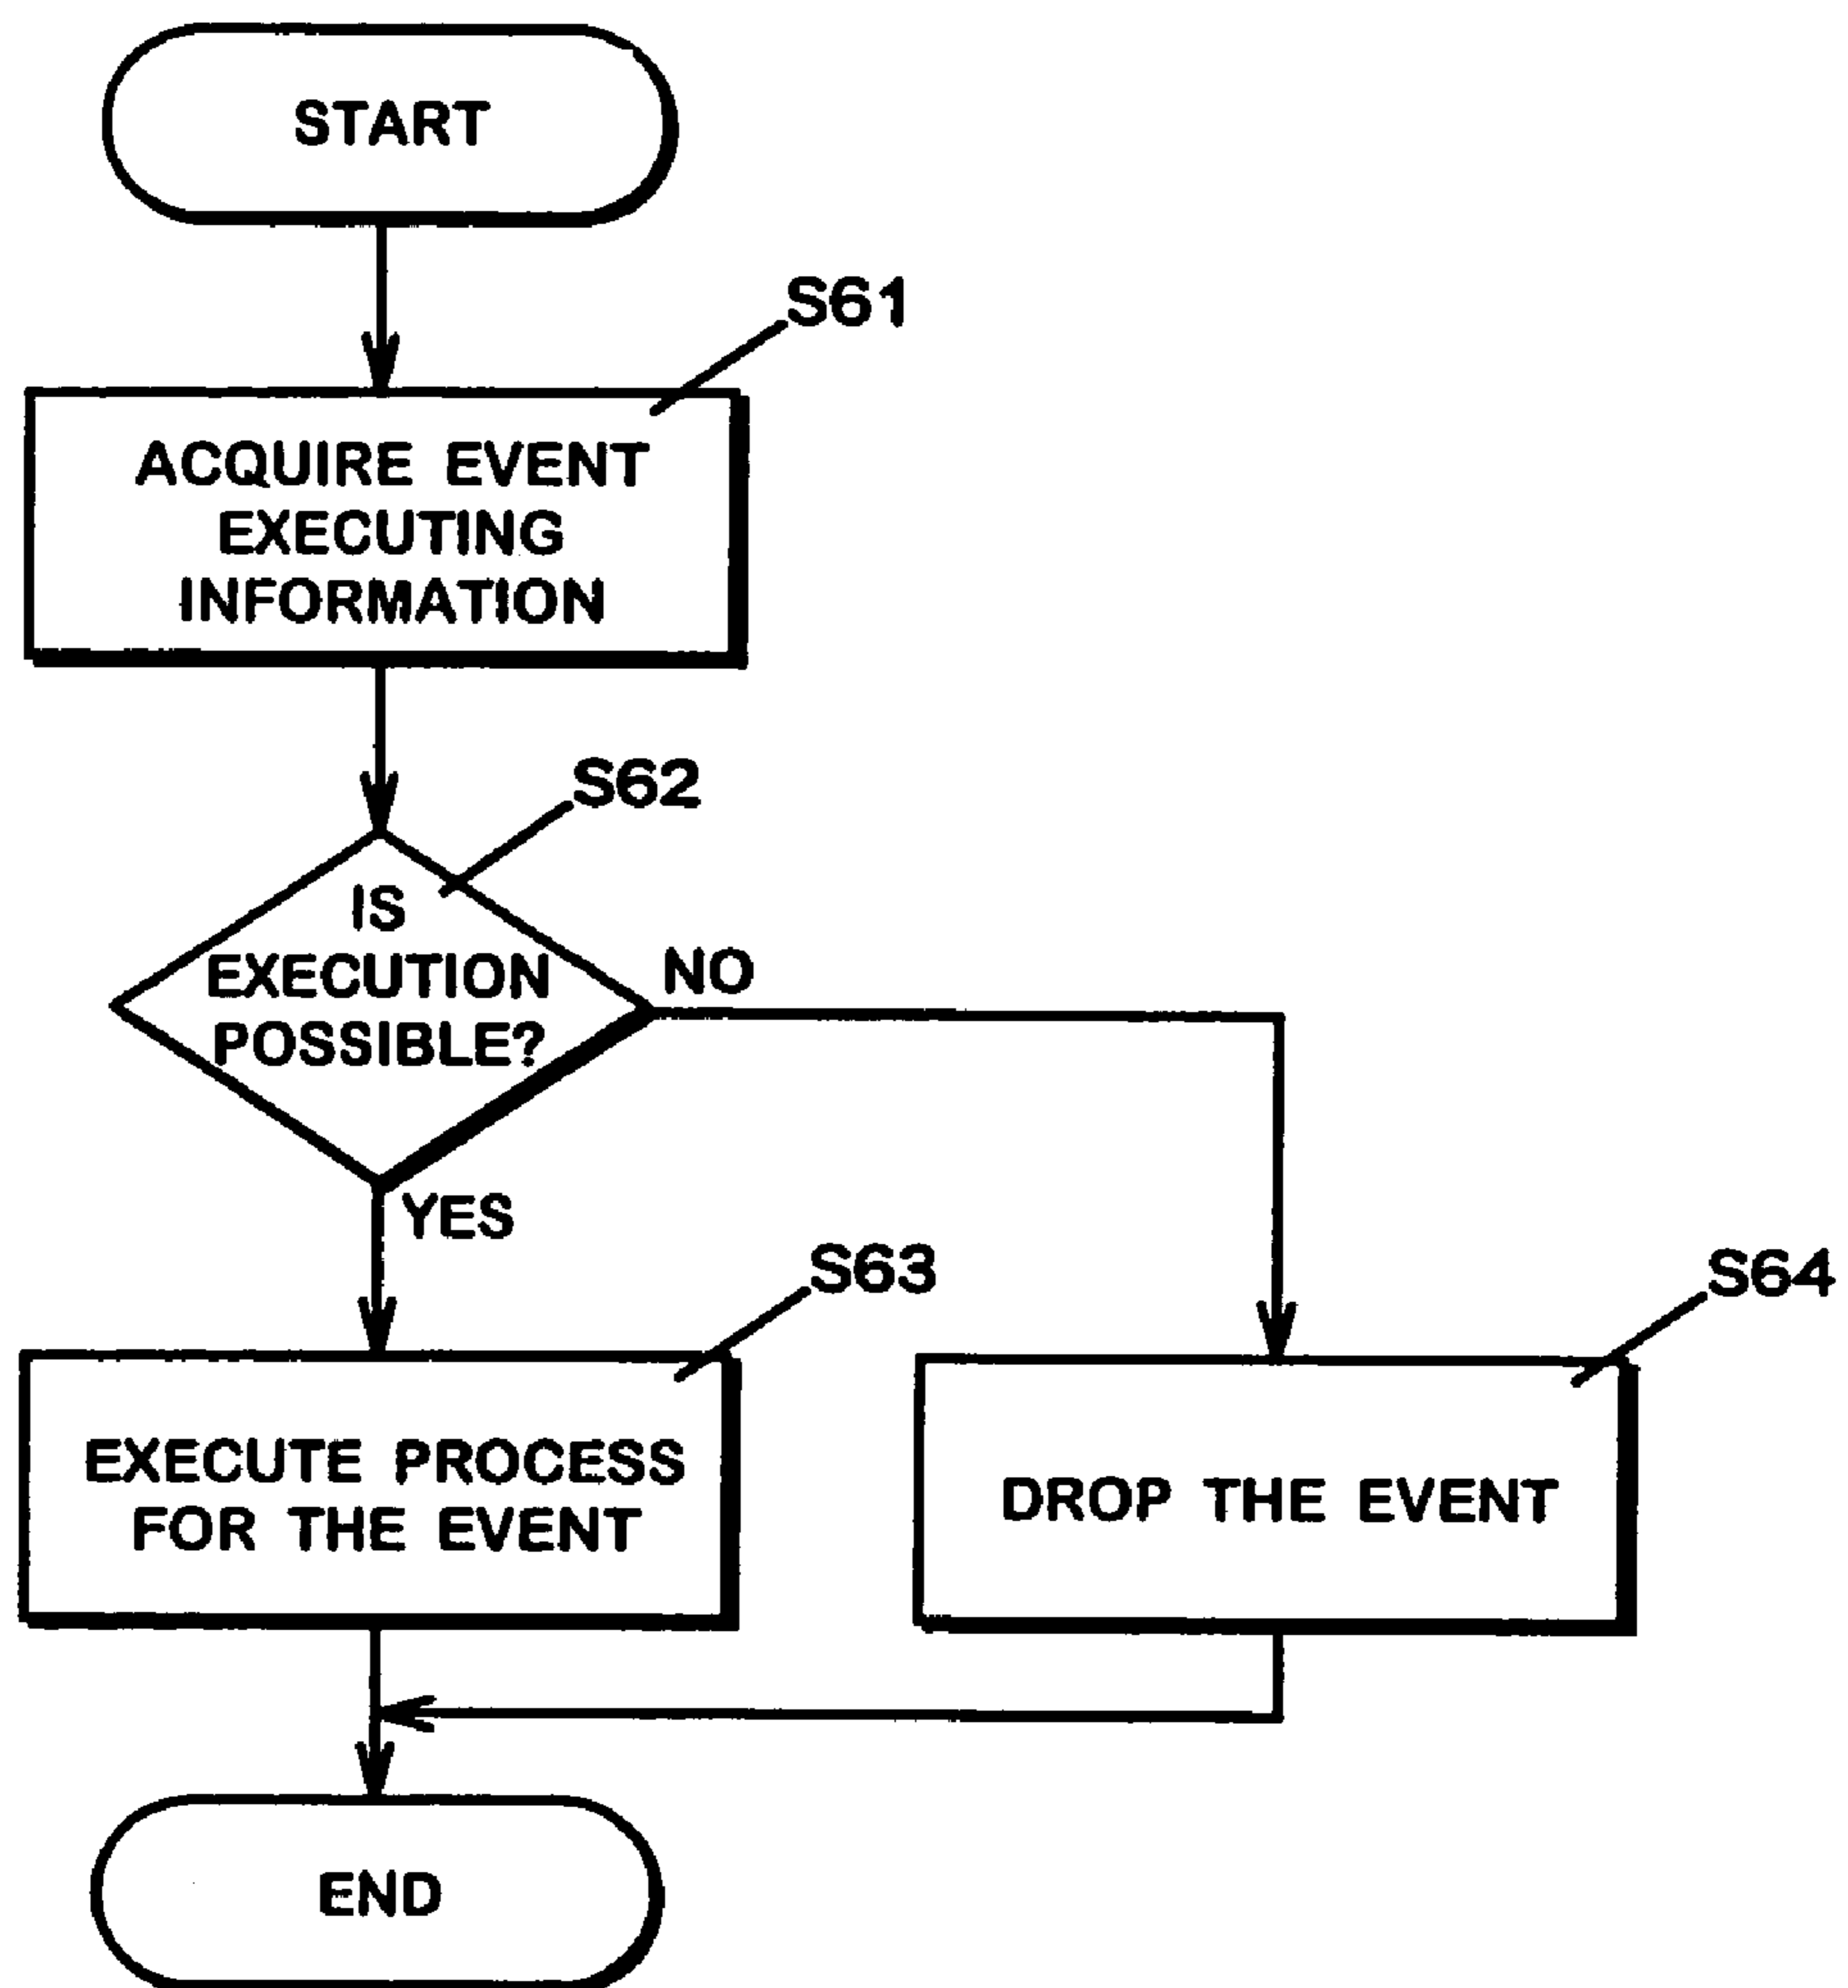 START
S61
ACQUIRE EVENT
EXECUTING
INFORMATION
S62
IS
EXECUTION
POSSIBLE?
NO
YES
S63
EXECUTE PROCESS
FOR THE EVENT
S64
DROP THE EVENT
END